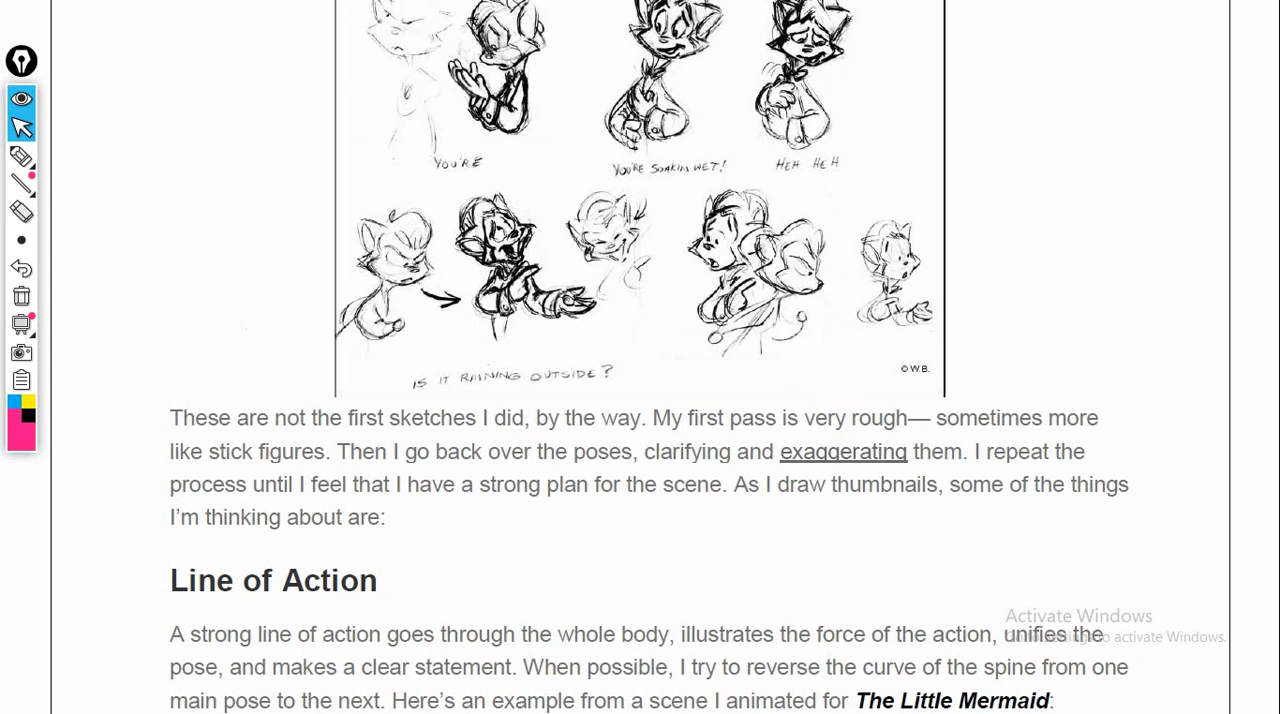 YOU'RE
YOU'RE SOAKIN WET!
HEH HEH
IS IT RAINING OUTSIDE?
© W.B.
These are not the first sketches I did, by the way. My first pass is very rough— sometimes more
like stick figures. Then I go back over the poses, clarifying and exaggerating them. I repeat the
process until I feel that I have a strong plan for the scene. As I draw thumbnails, some of the things
I'm thinking about are:
Line of Action
Activate Windows
A strong line of action goes through the whole body, illustrates the force of the action, unifies the
to activate Windows.
pose, and makes a clear statement. When possible, I try to reverse the curve of the spine from one
main pose to the next. Here's an example from a scene I animated for The Little Mermaid: